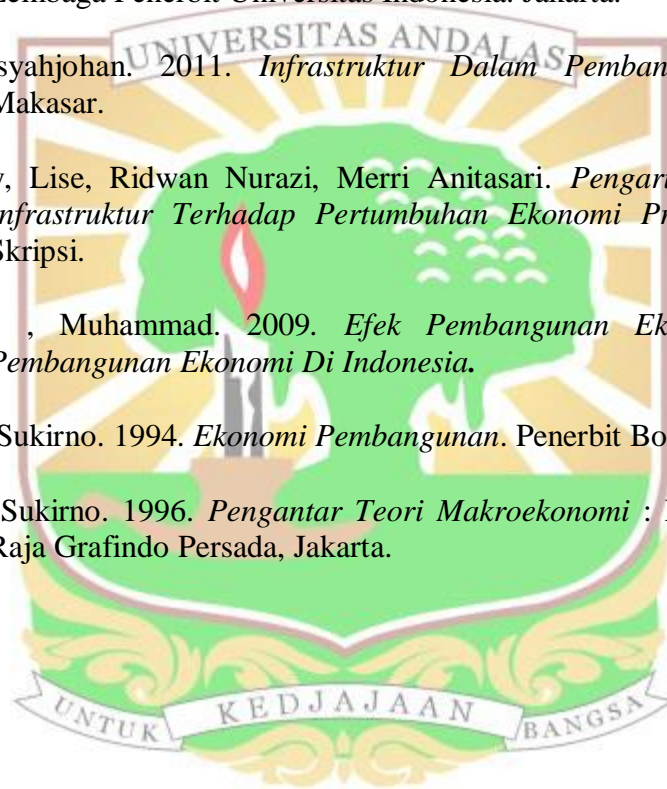 Lembaga Penerbit Universitas Indonesia. Jakarta.
UNIVERSITAS ANDALAS
syahjohan. 2011. Infrastruktur Dalam Pemban
Makasar.
, Lise, Ridwan Nurazi, Merri Anitasari. Pengaru
Infrastruktur Terhadap Pertumbuhan Ekonomi Pr
Skripsi.
, Muhammad. 2009. Efek Pembangunan Ek
Pembangunan Ekonomi Di Indonesia.
Sukirno. 1994. Ekonomi Pembangunan. Penerbit Bo
Sukirno. 1996. Pengantar Teori Makroekonomi :
Raja Grafindo Persada, Jakarta.
UNTUK KEDJAJAAN BANGSA